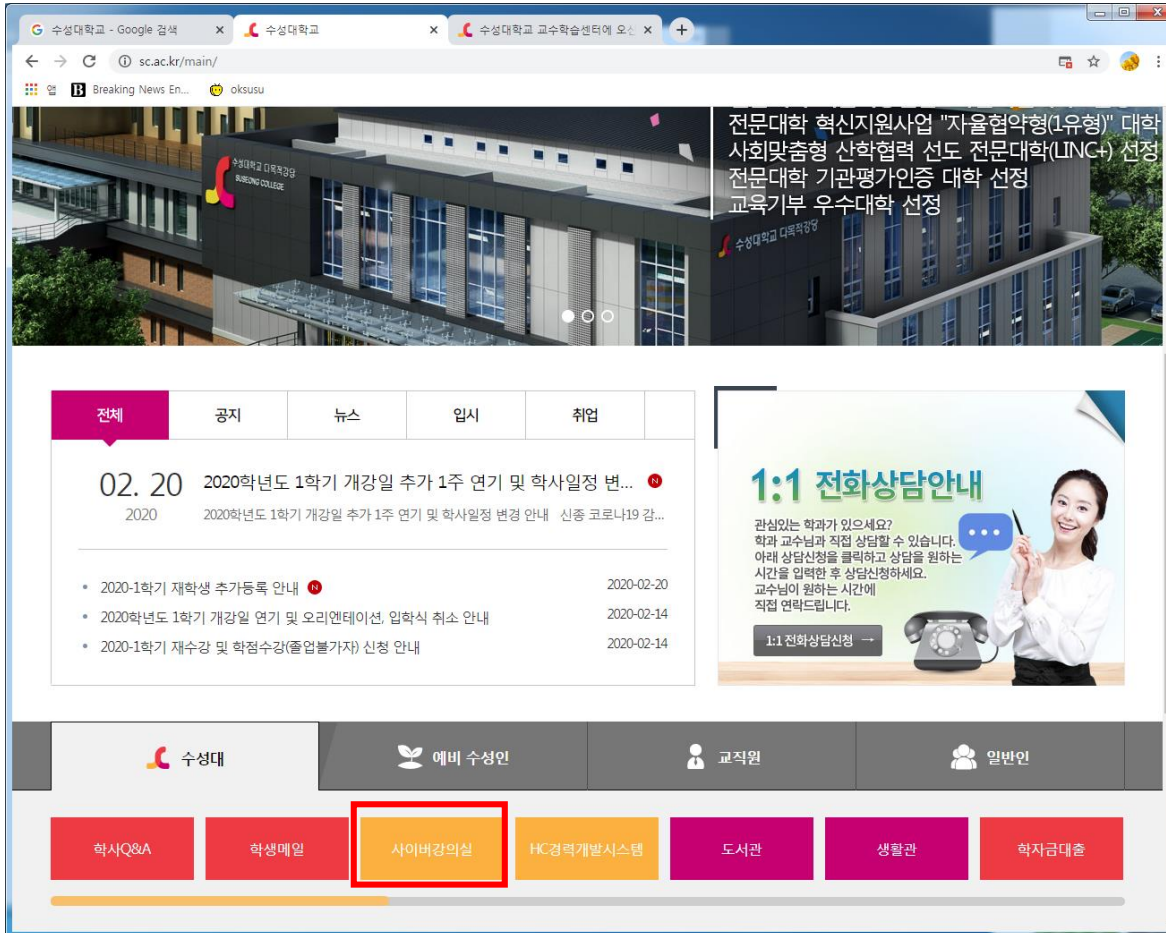 수성대학교 - Google 검색
수성대학교
수성대학교 교수학습센터에 오신
sc.ac.kr/main/
앱
Breaking News En...
oksusu
전문대학 혁신지원사업 "자율협약형(1유형)" 대학
사회맞춤형 산학협력 선도 전문대학(LINC+) 선정
전문대학 기관평가인증 대학 선정
교육기부 우수대학 선정
수성대학교 다목적강당
SUSEONG COLLEGE
수성대학교 다목적강당
전체 공지 뉴스 입시 취업
02. 20
2020
2020학년도 1학기 개강일 추가 1주 연기 및 학사일정 변... N
2020학년도 1학기 개강일 추가 1주 연기 및 학사일정 변경 안내 신종 코로나19 감...
• 2020-1학기 재학생 추가등록 안내 N 2020-02-20
• 2020학년도 1학기 개강일 연기 및 오리엔테이션, 입학식 취소 안내 2020-02-14
• 2020-1학기 재수강 및 학점수강(졸업불가자) 신청 안내 2020-02-14
1:1 전화상담안내
관심있는 학과가 있으세요?
학과 교수님과 직접 상담할 수 있습니다.
아래 상담신청을 클릭하고 상담을 원하는
시간을 입력한 후 상담신청하세요.
교수님이 원하는 시간에
직접 연락드립니다.
1:1 전화상담신청 →
수성대 예비 수성인 교직원 일반인
학사Q&A 학생메일 사이버강의실 HC경력개발시스템 도서관 생활관 학자금대출